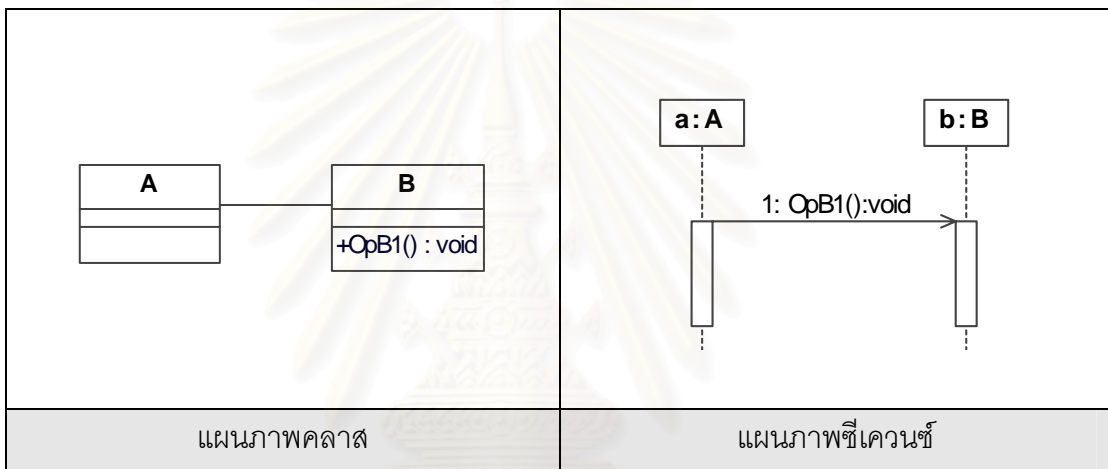 A
B
+OpB1() : void
a:A
b:B
1: OpB1():void
แผนภาพคลาส
แผนภาพซีเควนซ์